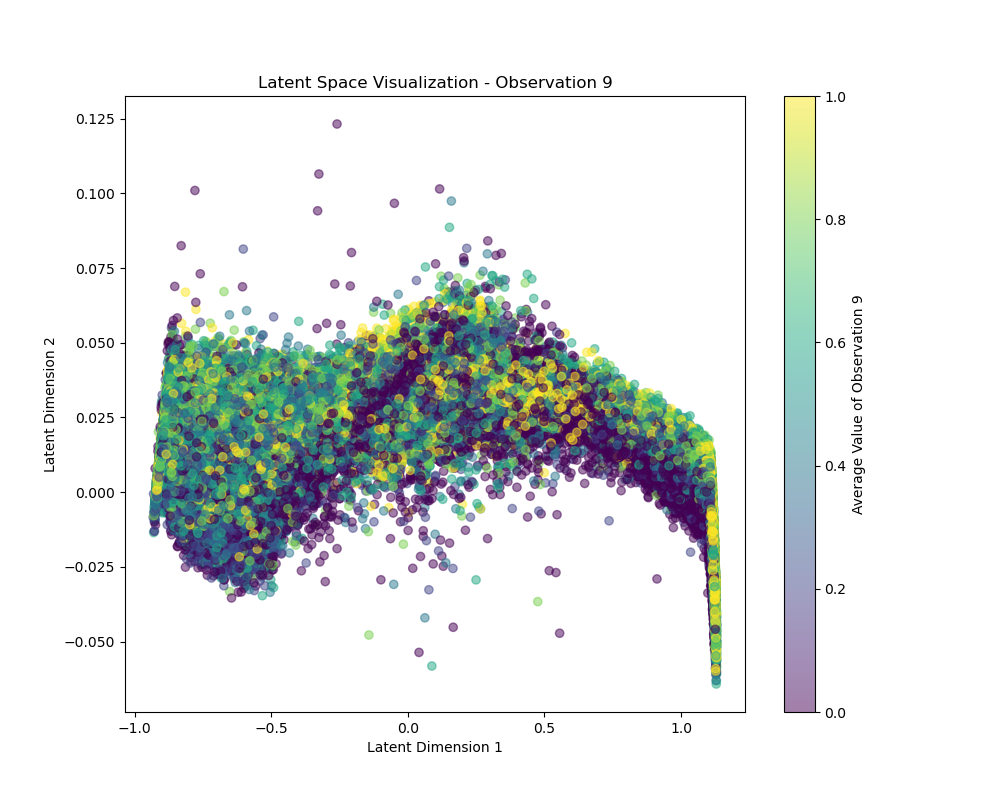 Latent Space Visualization - Observation 9
0.125
0.100
0.075
0.050
0.025
0.000
−0.025
−0.050
Latent Dimension 2
−1.0 −0.5 0.0 0.5 1.0
Latent Dimension 1
1.0
0.8
0.6
0.4
0.2
0.0
Average Value of Observation 9